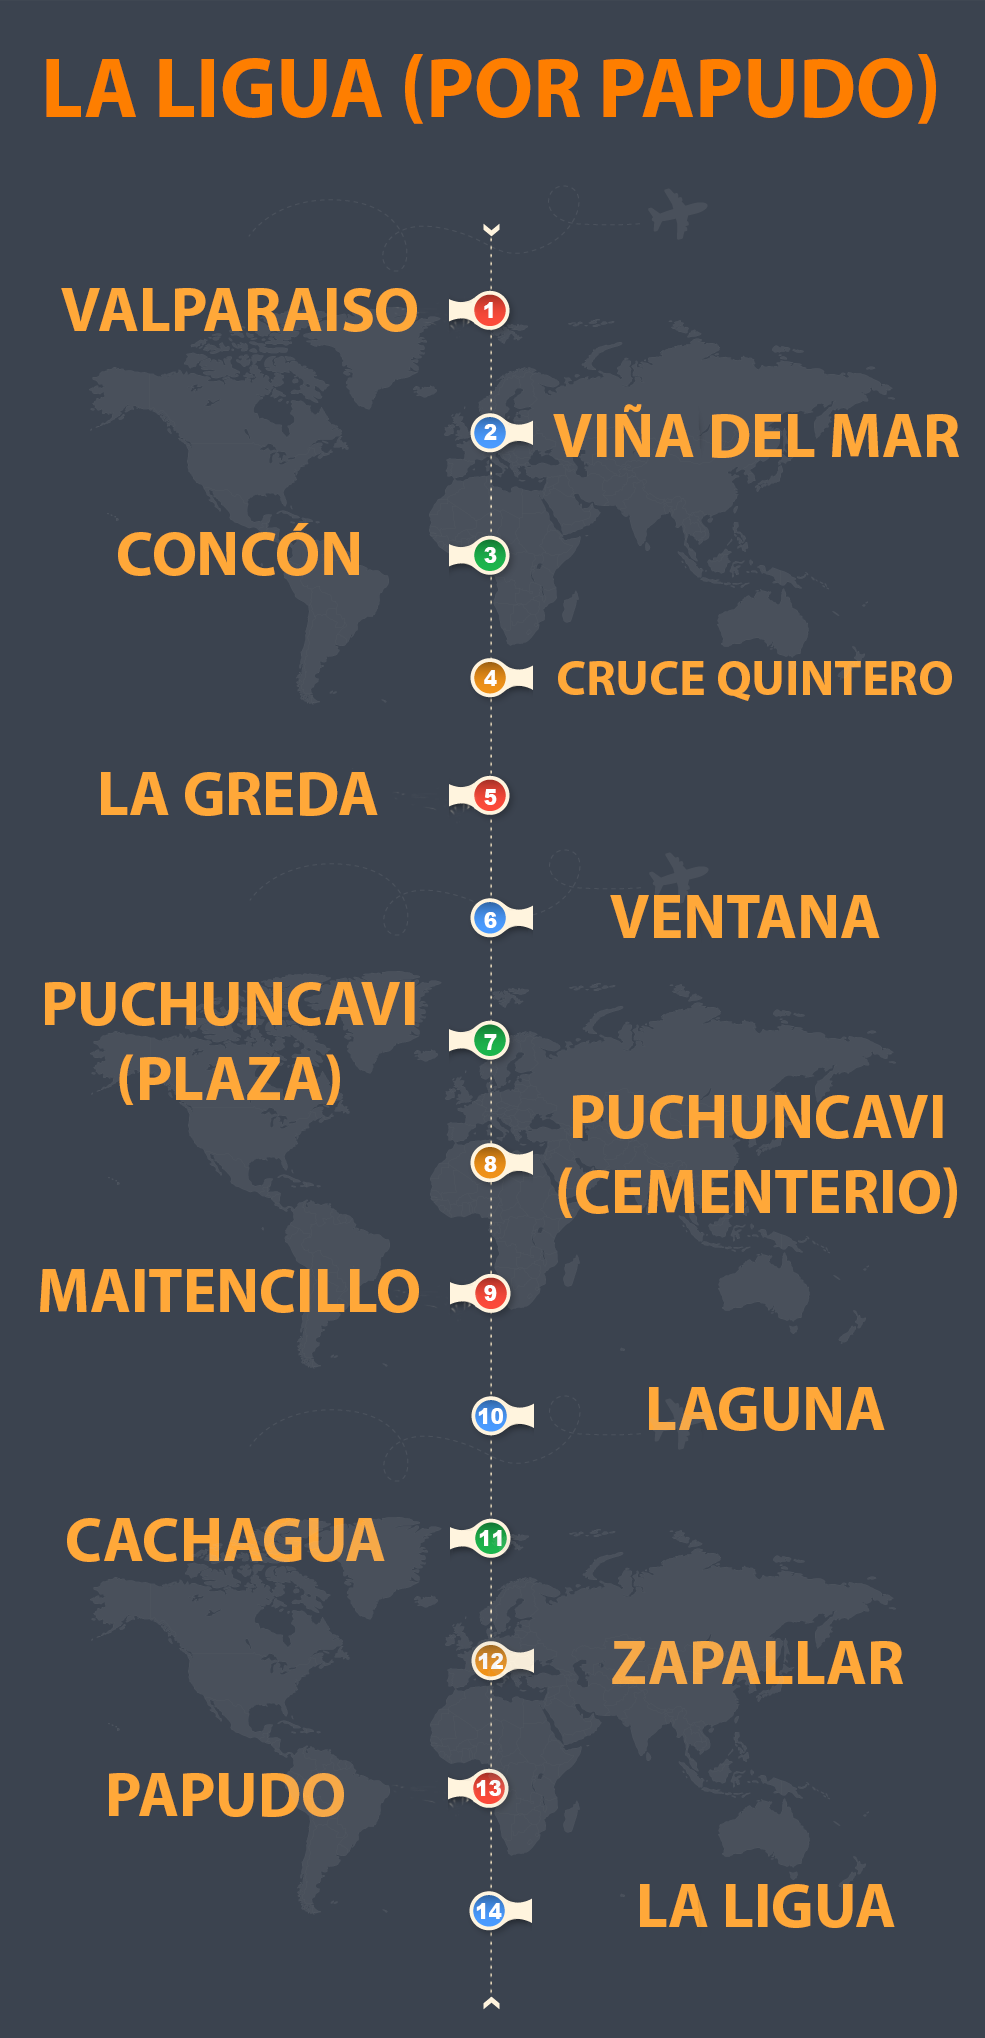 LA LIGUA (POR PAPUDO)
VALPARAISO
1
2
VIÑA DEL MAR
CONCÓN
3
4
CRUCE QUINTERO
LA GREDA
5
6
VENTANA
PUCHUNCAVI
(PLAZA)
7
8
PUCHUNCAVI
(CEMENTERIO)
MAITENCILLO
9
10
LAGUNA
CACHAGUA
11
12
ZAPALLAR
PAPUDO
13
14
LA LIGUA